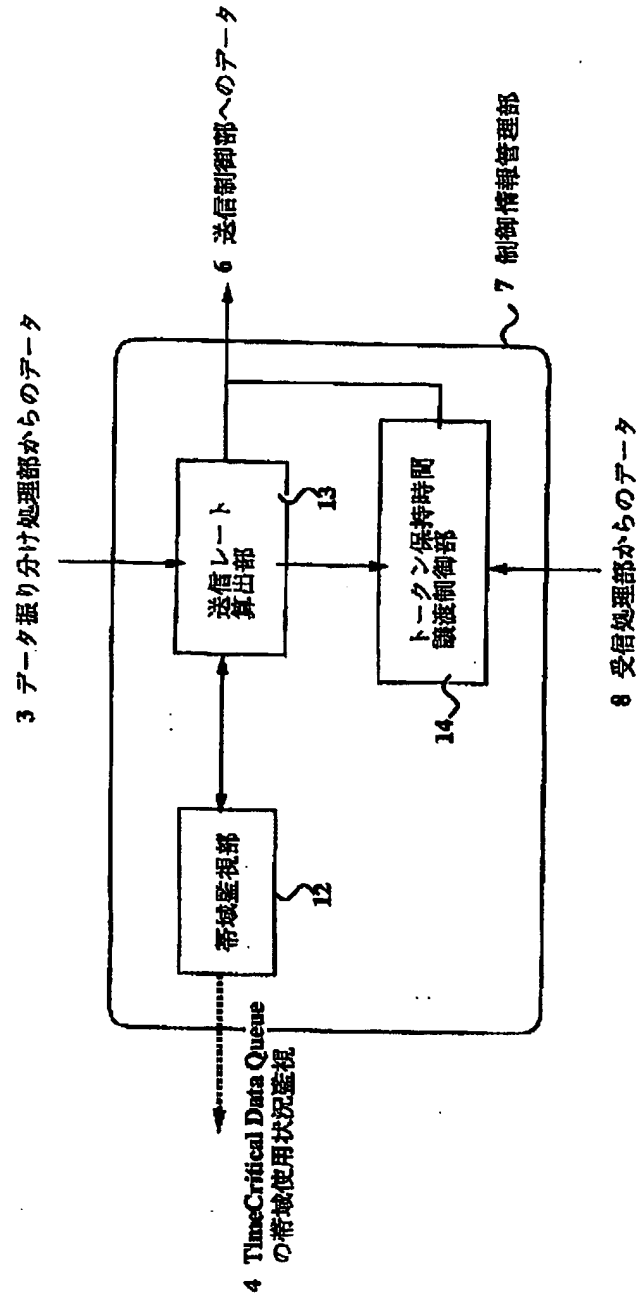 3 データ振り分け処理部からのデータ
6 送信制御部へのデータ
送信レート
算出部
13
帯域監視部
12
トークン保持時間
譲渡制御部
14
7 制御情報管理部
4 TimeCritical Data Queue
の帯域使用状況監視
8 受信処理部からのデータ